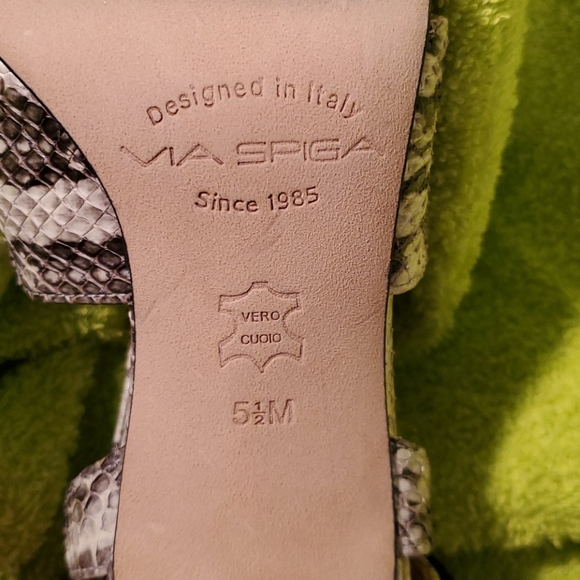 Designed in Italy
VIA SPIGA
Since 1985
VERO
CUOIO
5½M